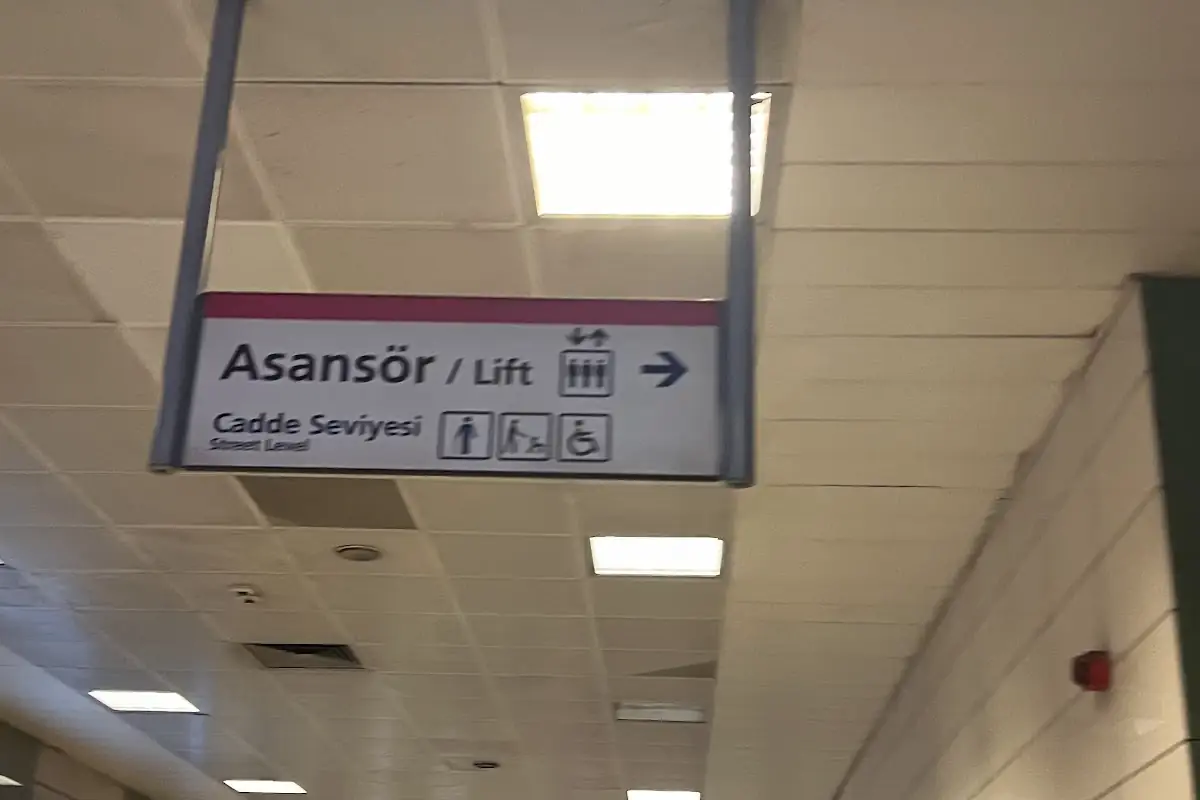 Asansör / Lift
Cadde Seviyesi
Street Level